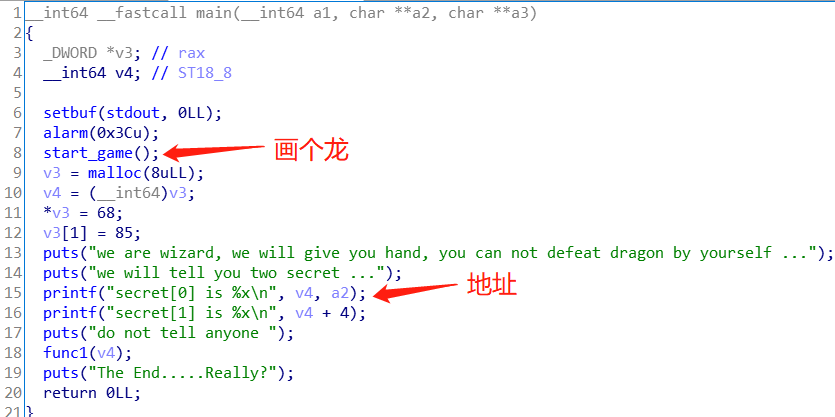 1 __int64 __fastcall main(__int64 a1, char **a2, char **a3)
2 {
3 _DWORD *v3; // rax
4 __int64 v4; // ST18_8
5
6 setbuf(stdout, 0LL);
7 alarm(0x3Cu);
8 start_game(); 画个龙
9 v3 = malloc(8uLL);
10 v4 = (__int64)v3;
11 *v3 = 68;
12 v3[1] = 85;
13 puts("we are wizard, we will give you hand, you can not defeat dragon by yourself ...");
14 puts("we will tell you two secret ...");
15 printf("secret[0] is %x\n", v4, a2); 地址
16 printf("secret[1] is %x\n", v4 + 4);
17 puts("do not tell anyone ");
18 func1(v4);
19 puts("The End.....Really?");
20 return 0LL;
21 }